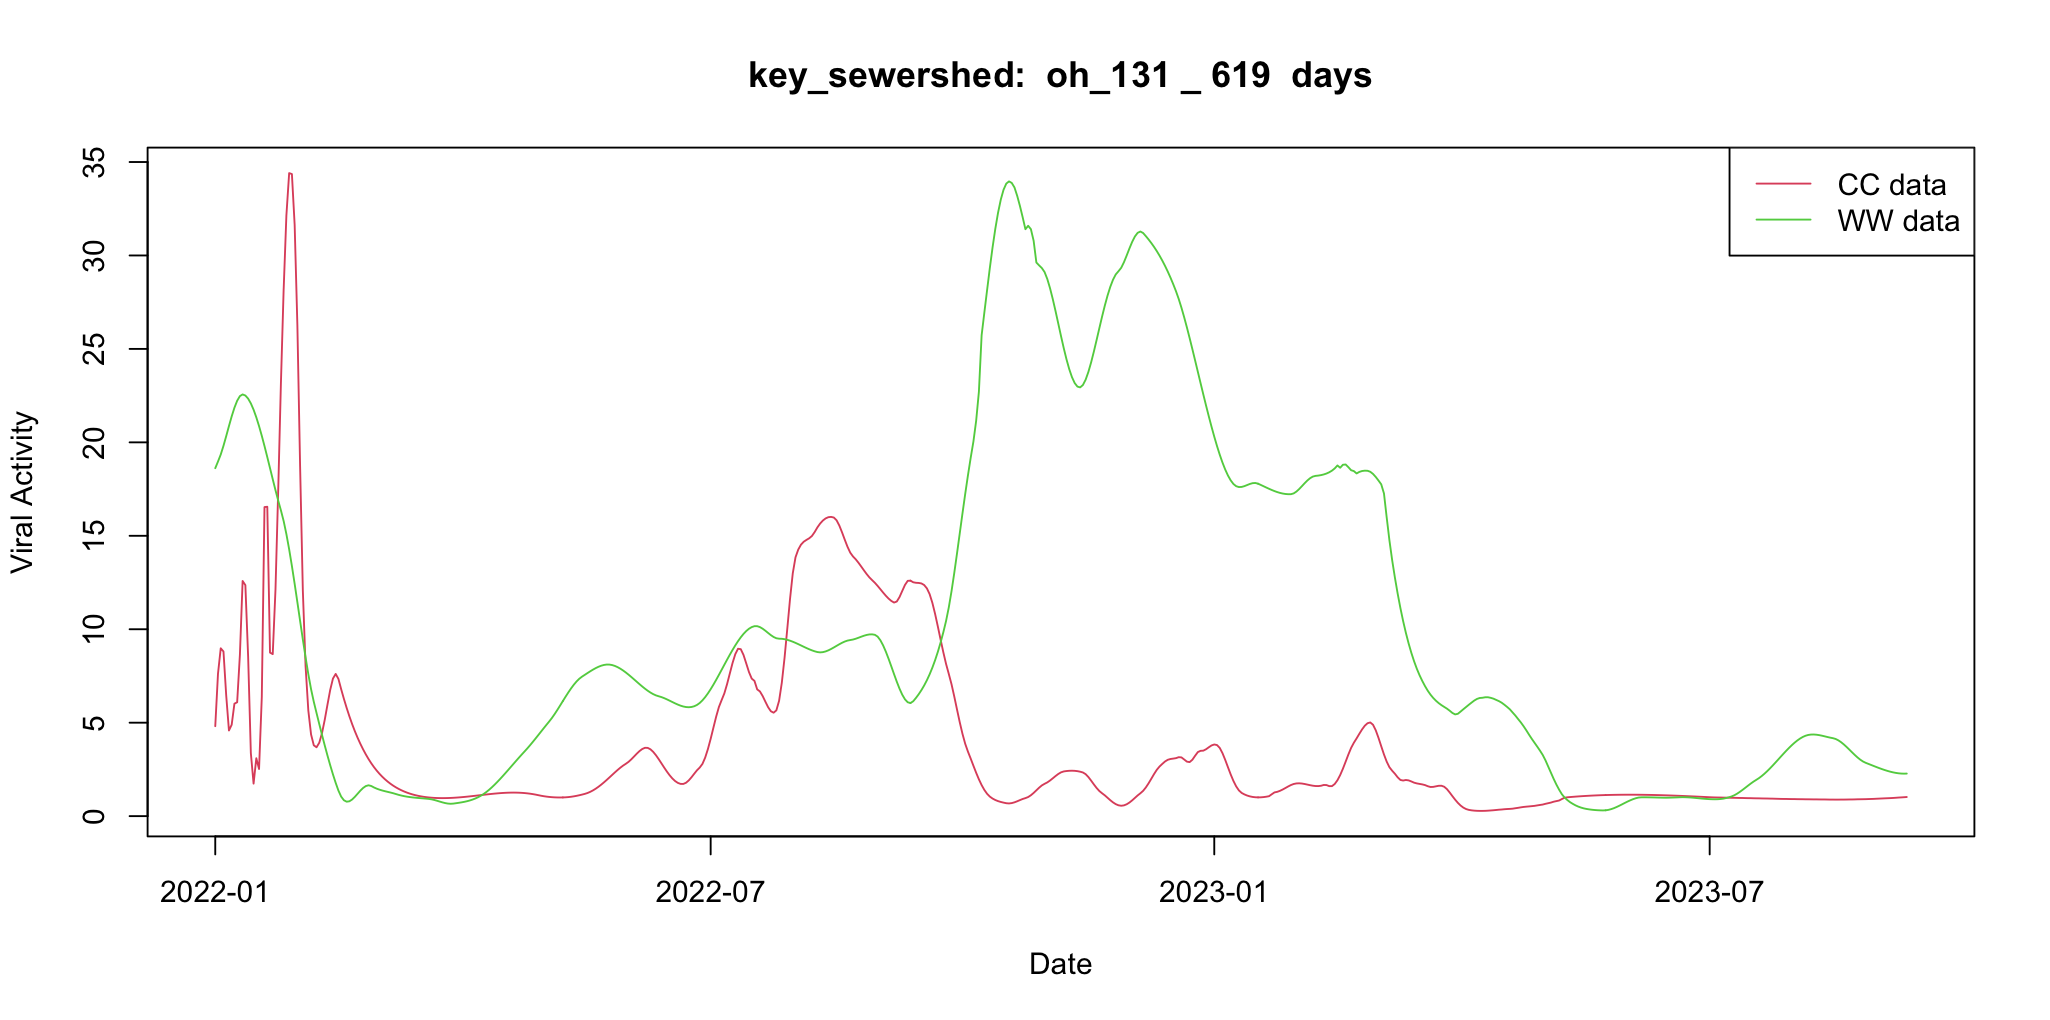 key_sewershed:  oh_131 _ 619  days
CC data
WW data
Viral Activity
35
30
25
20
15
10
5
0
2022-01
2022-07
2023-01
2023-07
Date